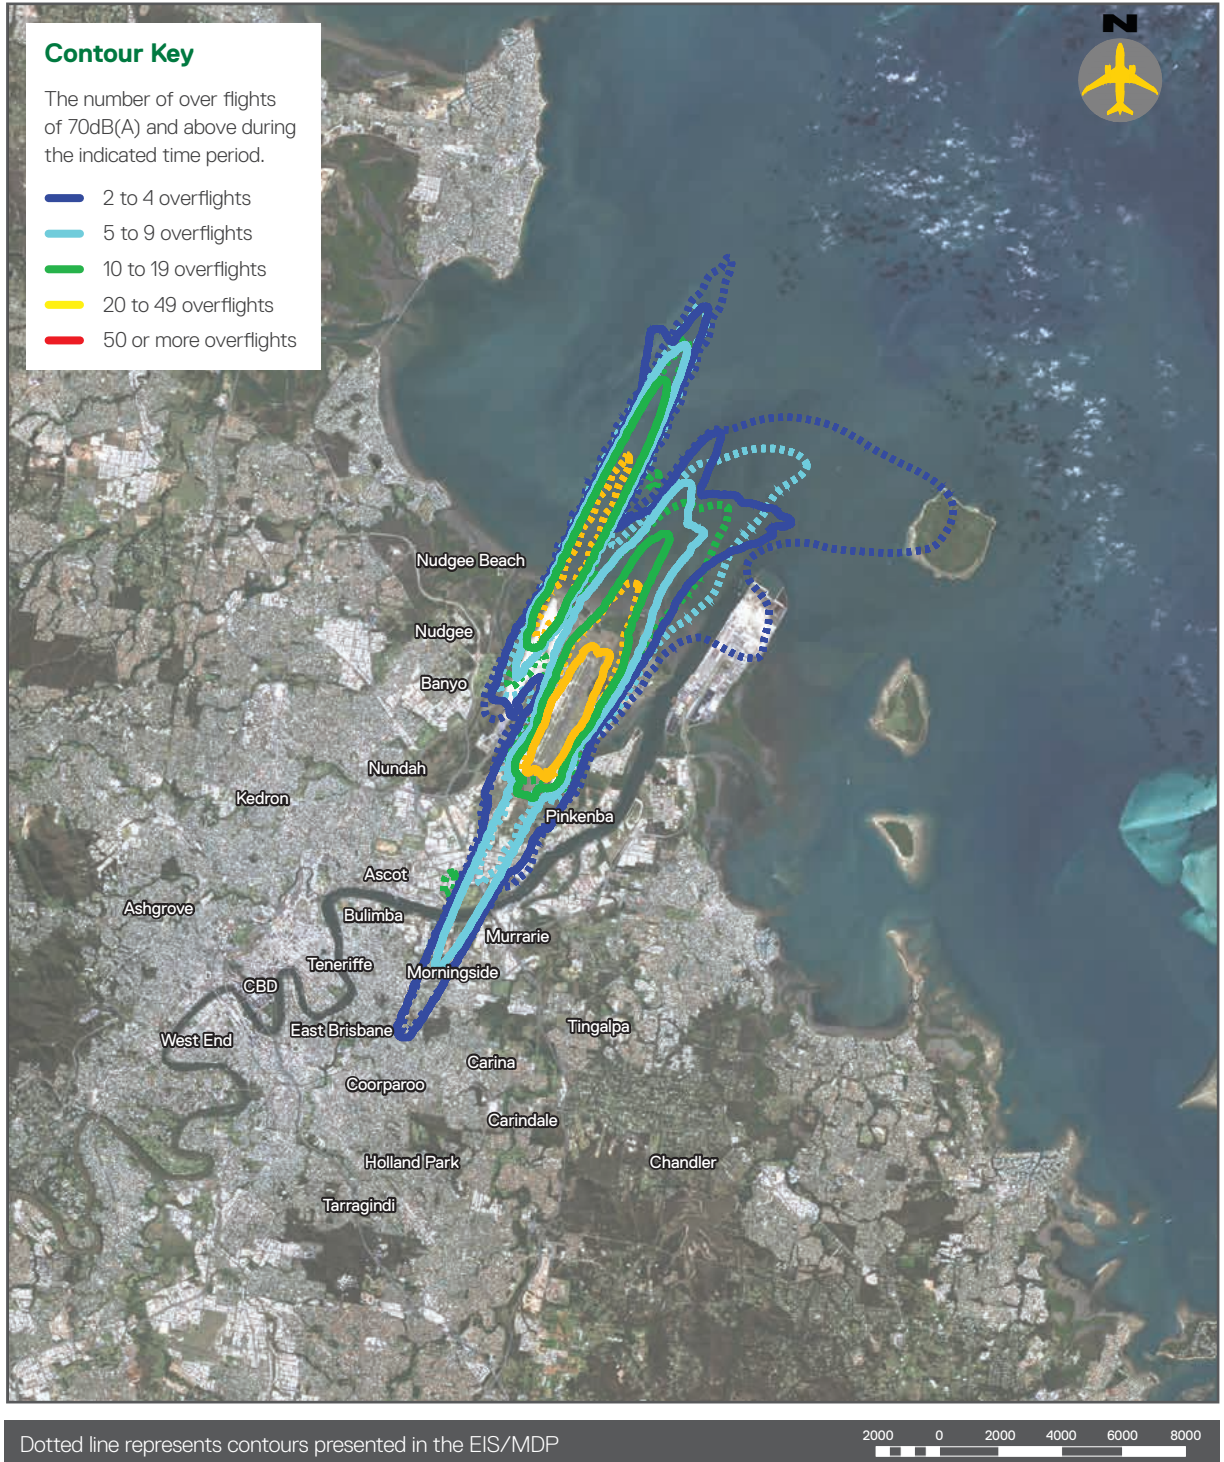 Contour Key
The number of over flights
of 70dB(A) and above during
the indicated time period.
2 to 4 overflights
5 to 9 overflights
10 to 19 overflights
20 to 49 overflights
50 or more overflights
N
Nudgee Beach
Nudgee
Banyo
Nundah
Kedron
Pinkenba
Ascot
Ashgrove
Bulimba
Murrarie
Teneriffe
Morningside
CBD
East Brisbane
Tingalpa
West End
Carina
Coorparoo
Carindale
Holland Park
Chandler
Tarragindi
Dotted line represents contours presented in the EIS/MDP
2000 0 2000 4000 6000 8000